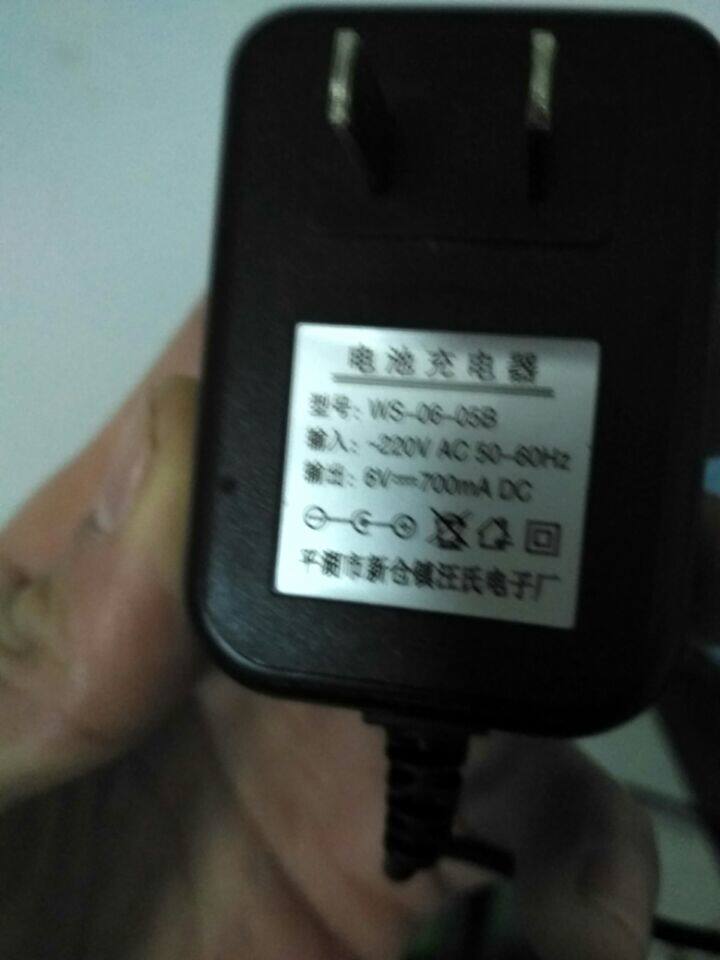 电池充电器
型号: WS-06-05B
输入: ~220V AC 50-60Hz
输出: 6V⎓700mA DC
平湖市新仓镇汪氏电子厂